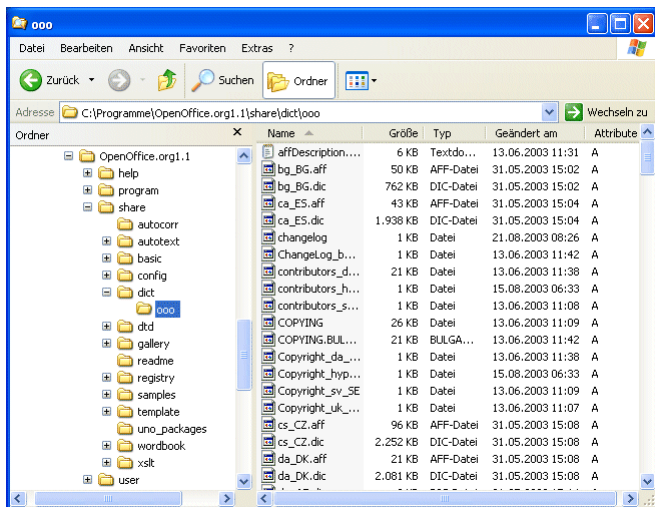 ooo
Datei Bearbeiten Ansicht Favoriten Extras ?
Zurück Suchen Ordner
Adresse C:\Programme\OpenOffice.org1.1\share\dict\ooo Wechseln zu
Ordner x Name Größe Typ Geändert am Attribute
OpenOffice.org1.1
help
program
share
autocorr
autotext
basic
config
dict
ooo
dtd
gallery
readme
registry
samples
template
uno_packages
wordbook
xslt
user
affDescription.... 6 KB Textdo... 13.06.2003 11:31 A
bg_BG.aff 50 KB AFF-Datei 31.05.2003 15:02 A
bg_BG.dic 762 KB DIC-Datei 31.05.2003 15:02 A
ca_ES.aff 43 KB AFF-Datei 31.05.2003 15:04 A
ca_ES.dic 1.938 KB DIC-Datei 31.05.2003 15:04 A
changelog 1 KB Datei 21.08.2003 08:26 A
ChangeLog_b... 1 KB Datei 13.06.2003 11:42 A
contributors_d... 21 KB Datei 13.06.2003 11:38 A
contributors_h... 1 KB Datei 15.08.2003 06:33 A
contributors_s... 1 KB Datei 13.06.2003 11:08 A
COPYING 26 KB Datei 13.06.2003 11:09 A
COPYING.BUL... 21 KB BULGA... 13.06.2003 11:42 A
Copyright_da_... 1 KB Datei 13.06.2003 11:38 A
Copyright_hyp... 1 KB Datei 15.08.2003 06:33 A
Copyright_sv_SE 1 KB Datei 13.06.2003 11:09 A
Copyright_uk_... 1 KB Datei 13.06.2003 11:07 A
cs_CZ.aff 96 KB AFF-Datei 31.05.2003 15:08 A
cs_CZ.dic 2.252 KB DIC-Datei 31.05.2003 15:08 A
da_DK.aff 21 KB AFF-Datei 31.05.2003 15:08 A
da_DK.dic 2.081 KB DIC-Datei 31.05.2003 15:08 A